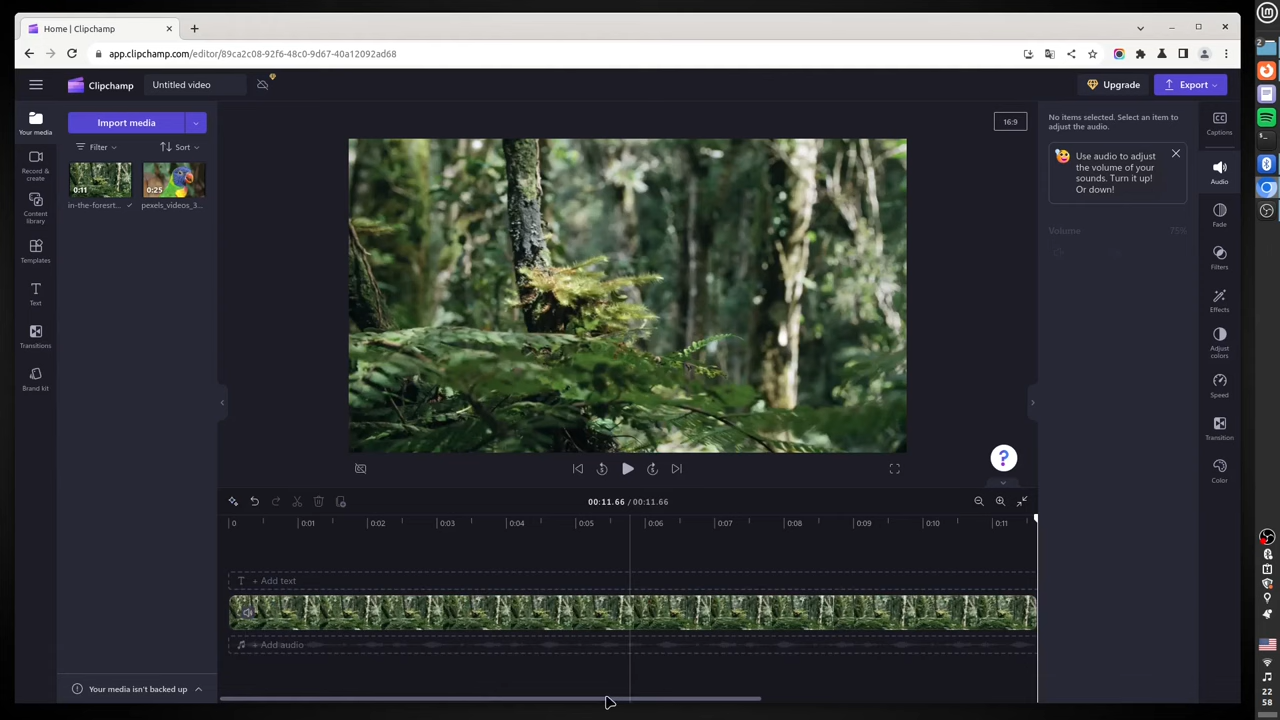 Home | Clipchamp
app.clipchamp.com/editor/89ca2c08-92f6-48c0-9d67-40a12092ad68
Clipchamp
Untitled video
Upgrade
Export
Your media
Record & create
Content library
Templates
Text
Transitions
Brand kit
Import media
Filter
Sort
0:11
0:25
in-the-foresrt...
pexels_videos_3...
Your media isn't backed up
16:9
No items selected. Select an item to
adjust the audio.
Use audio to adjust
the volume of your
sounds. Turn it up!
Or down!
Volume
75%
Captions
Audio
Fade
Filters
Effects
Adjust colors
Speed
Transition
Color
?
00:11.66 / 00:11.66
0
0:01
0:02
0:03
0:04
0:05
0:06
0:07
0:08
0:09
0:10
0:11
T + Add text
+ Add audio
2
22
58